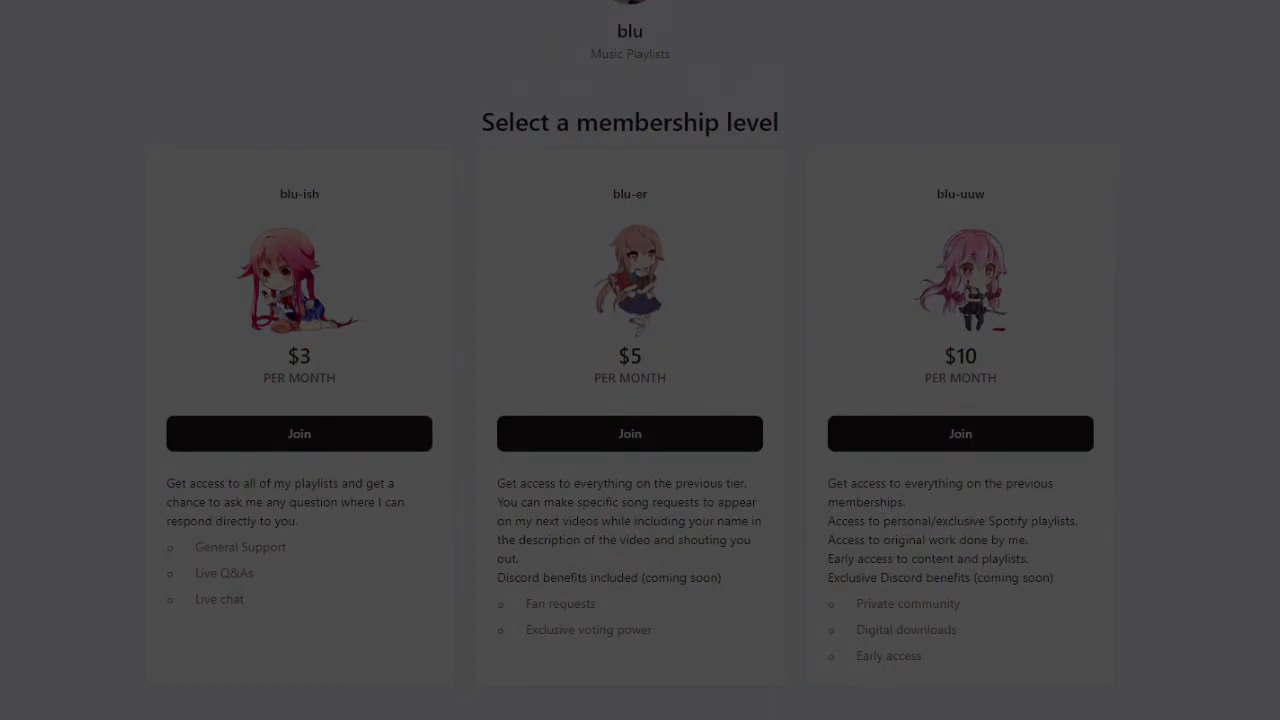 blu
Music Playlists
Select a membership level
blu-ish
$3
PER MONTH
Join
Get access to all of my playlists and get a
chance to ask me any question where I can
respond directly to you.
General Support
Live Q&As
Live chat
blu-er
$5
PER MONTH
Join
Get access to everything on the previous tier.
You can make specific song requests to appear
on my next videos while including your name in
the description of the video and shouting you
out.
Discord benefits included (coming soon)
Fan requests
Exclusive voting power
blu-uuw
$10
PER MONTH
Join
Get access to everything on the previous
memberships.
Access to personal/exclusive Spotify playlists.
Access to original work done by me.
Early access to content and playlists.
Exclusive Discord benefits (coming soon)
Private community
Digital downloads
Early access